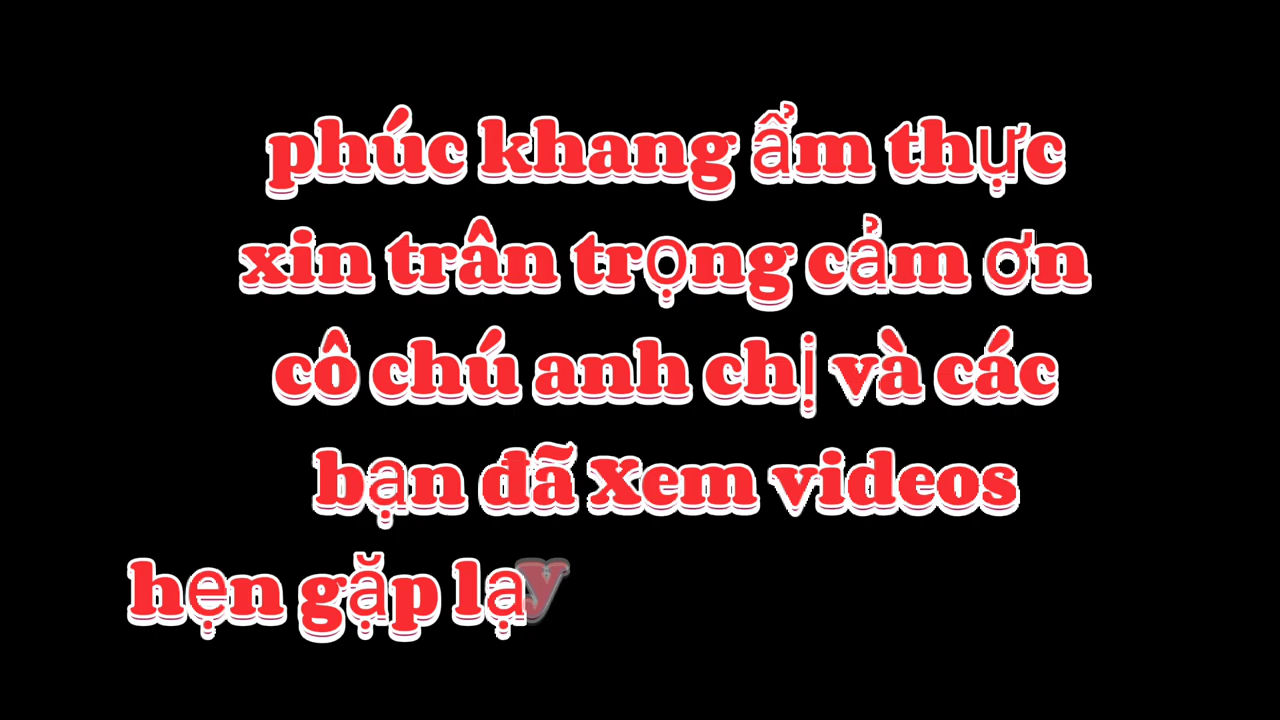 phúc khang ẩm thực
xin trân trọng cảm ơn
cô chú anh chị và các
bạn đã Xem videos
hẹn gặp lạy